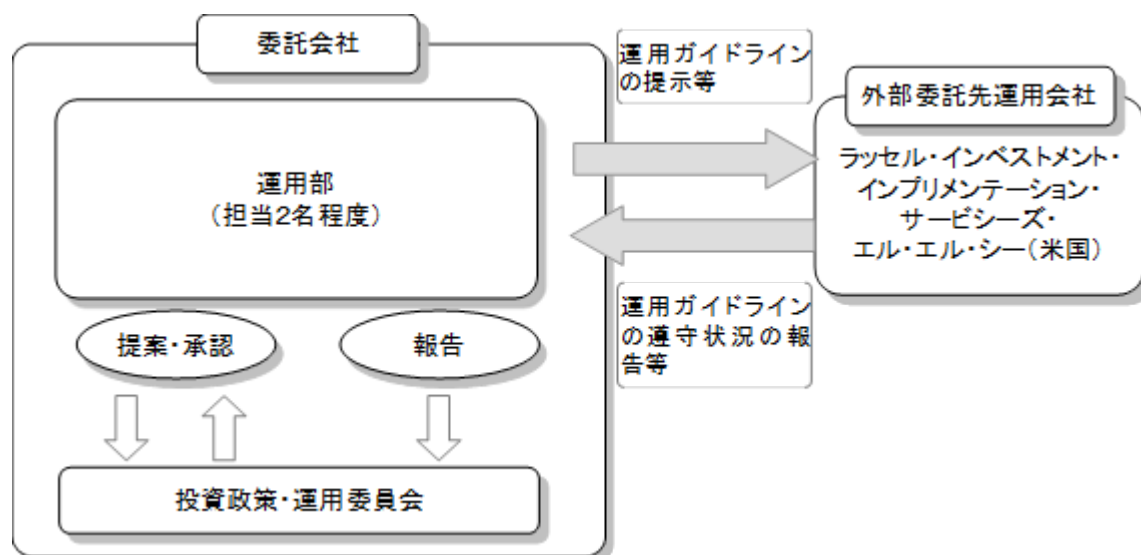 委託会社
運用部
(担当2名程度)
提案・承認
報告
投資政策・運用委員会
運用ガイドライン
の提示等
運用ガイドライン
の遵守状況の報
告等
外部委託先運用会社
ラッセル・インベストメント・
インプリメンテーション・
サービシーズ・
エル・エル・シー(米国)